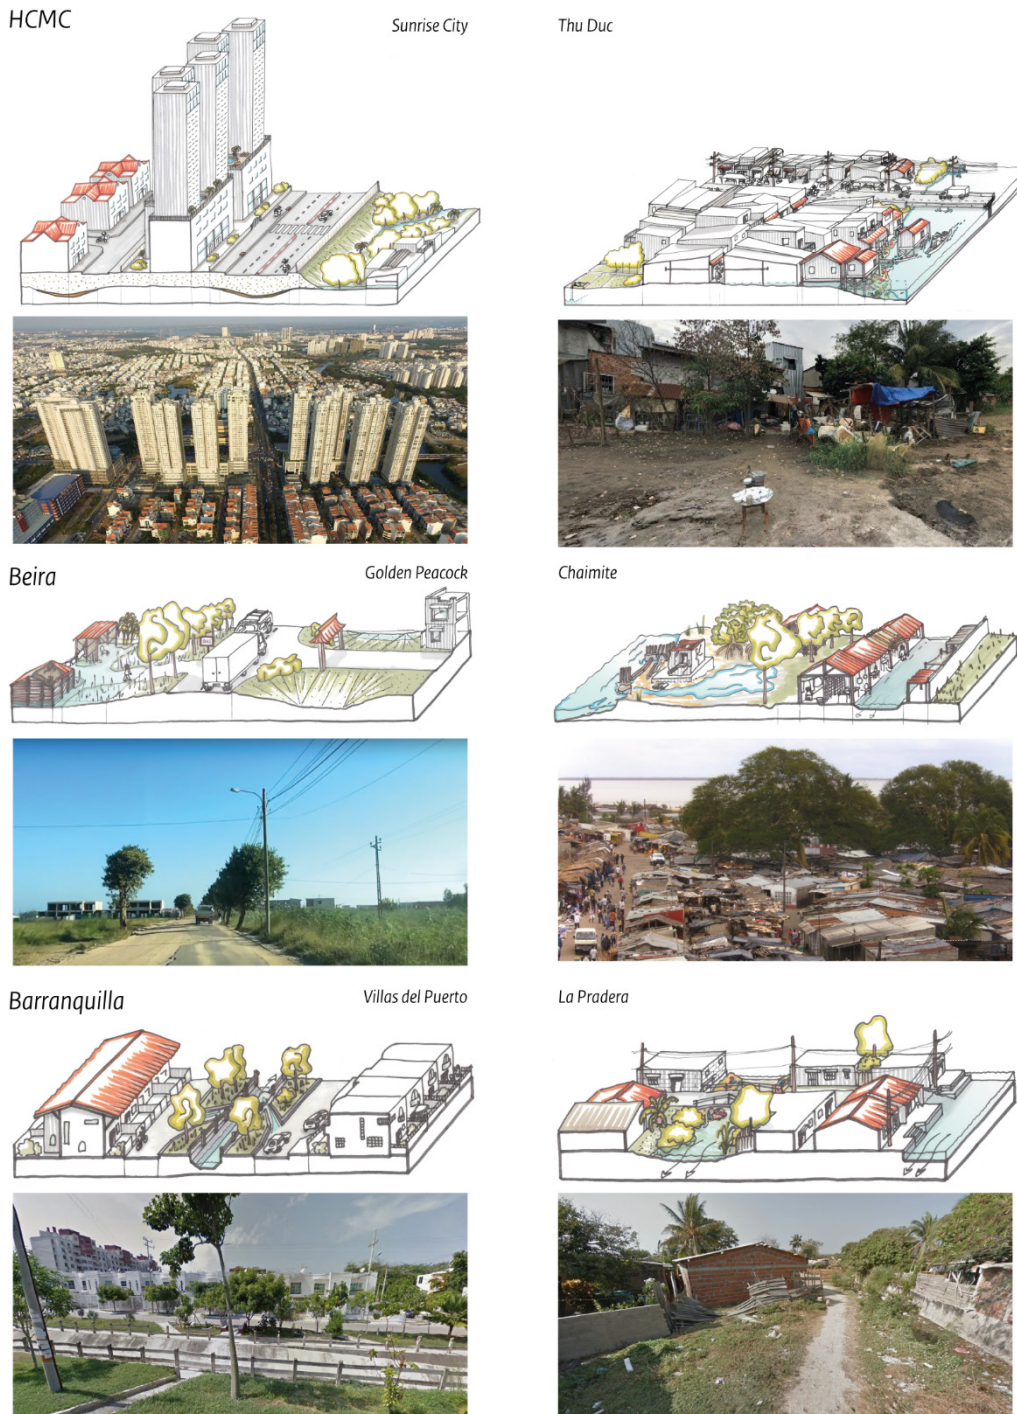 HCMC
Sunrise City
Thu Duc
Beira
Golden Peacock
Chaimite
Barranquilla
Villas del Puerto
La Pradera